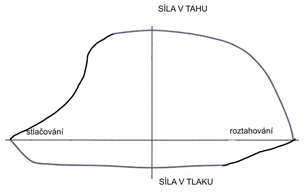 SÍLA V TAHU
stlačování
roztahování
SÍLA V TLAKU